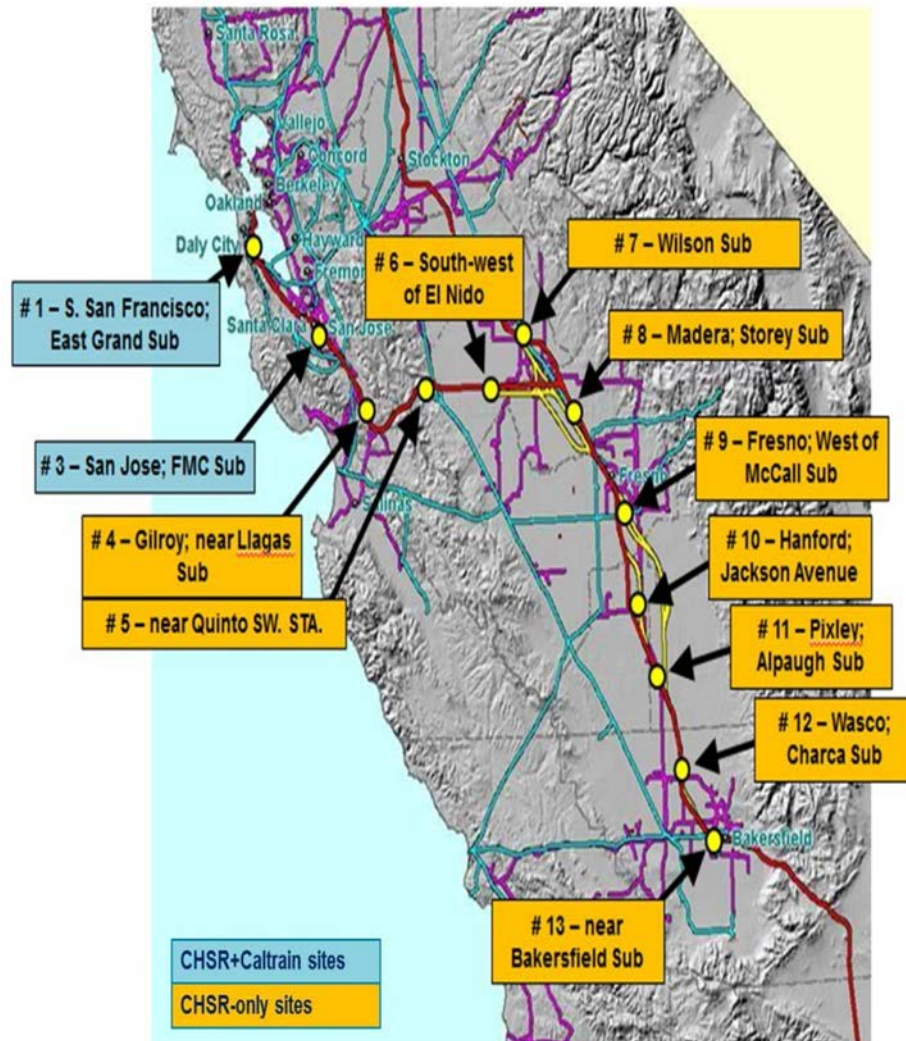 Santa Rosa
Vallejo
Concord
Stockton
Berkeley
Oakland
Daly City
Hayward
Fremon
# 6 – South-west
of El Nido
# 7 – Wilson Sub
# 1 – S. San Francisco;
East Grand Sub
Santa Clara
San Jose
# 8 – Madera; Storey Sub
# 3 – San Jose; FMC Sub
# 9 – Fresno; West of
McCall Sub
Fresno
Salinas
# 4 – Gilroy; near Llagas
Sub
# 10 – Hanford;
Jackson Avenue
# 5 – near Quinto SW. STA.
# 11 – Pixley;
Alpaugh Sub
# 12 – Wasco;
Charca Sub
Bakersfield
# 13 – near
Bakersfield Sub
CHSR+Caltrain sites
CHSR-only sites